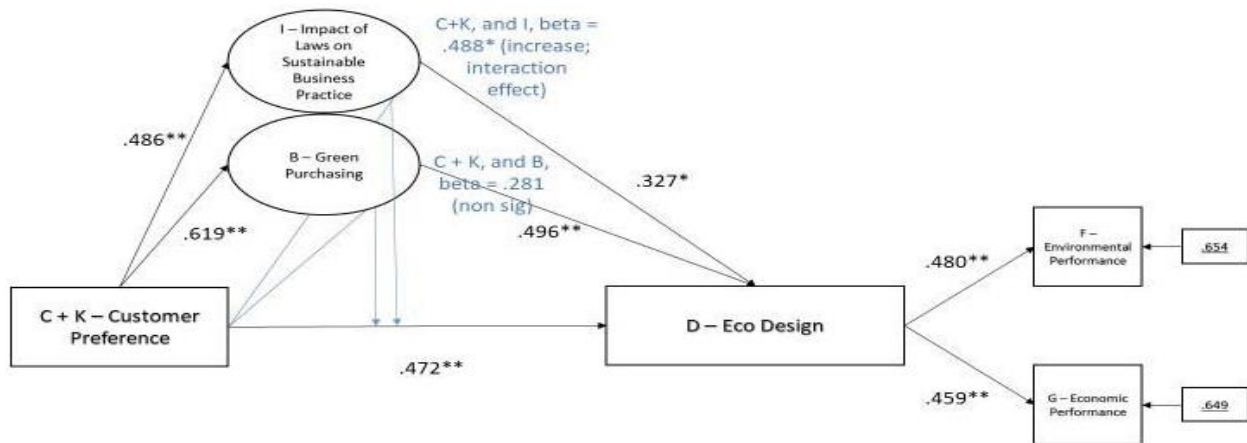 I – Impact of
Laws on
Sustainable
Business
Practice
C+K, and I, beta =
.488* (increase;
interaction
effect)
.486**
B – Green
Purchasing
C + K, and B,
beta = .281
(non sig)
.327*
.619**
.496**
F –
Environmental
Performance
.654
.480**
C + K – Customer
Preference
D – Eco Design
.472**
.459**
G – Economic
Performance
.649